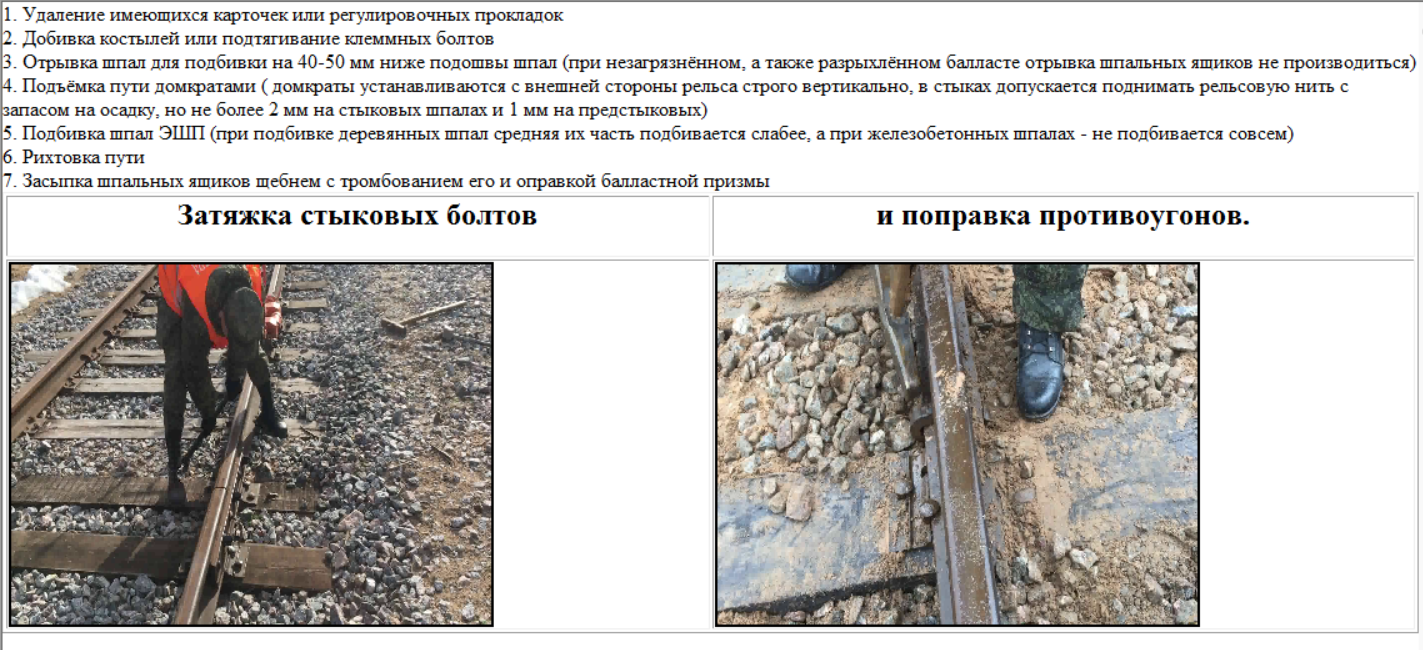 1. Удаление имеющихся карточек или регулировочных прокладок
2. Добивка костылей или подтягивание клеммных болтов
3. Отрывка шпал для подбивки на 40-50 мм ниже подошвы шпал (при незагрязнённом, а также разрыхлённом балласте отрывка шпальных ящиков не производиться)
4. Подъёмка пути домкратами ( домкраты устанавливаются с внешней стороны рельса строго вертикально, в стыках допускается поднимать рельсовую нить с
запасом на осадку, но не более 2 мм на стыковых шпалах и 1 мм на предстыковых)
5. Подбивка шпал ЭШП (при подбивке деревянных шпал средняя их часть подбивается слабее, а при железобетонных шпалах - не подбивается совсем)
6. Рихтовка пути
7. Засыпка шпальных ящиков щебнем с тромбованием его и оправкой балластной призмы
Затяжка стыковых болтов
и поправка противоугонов.